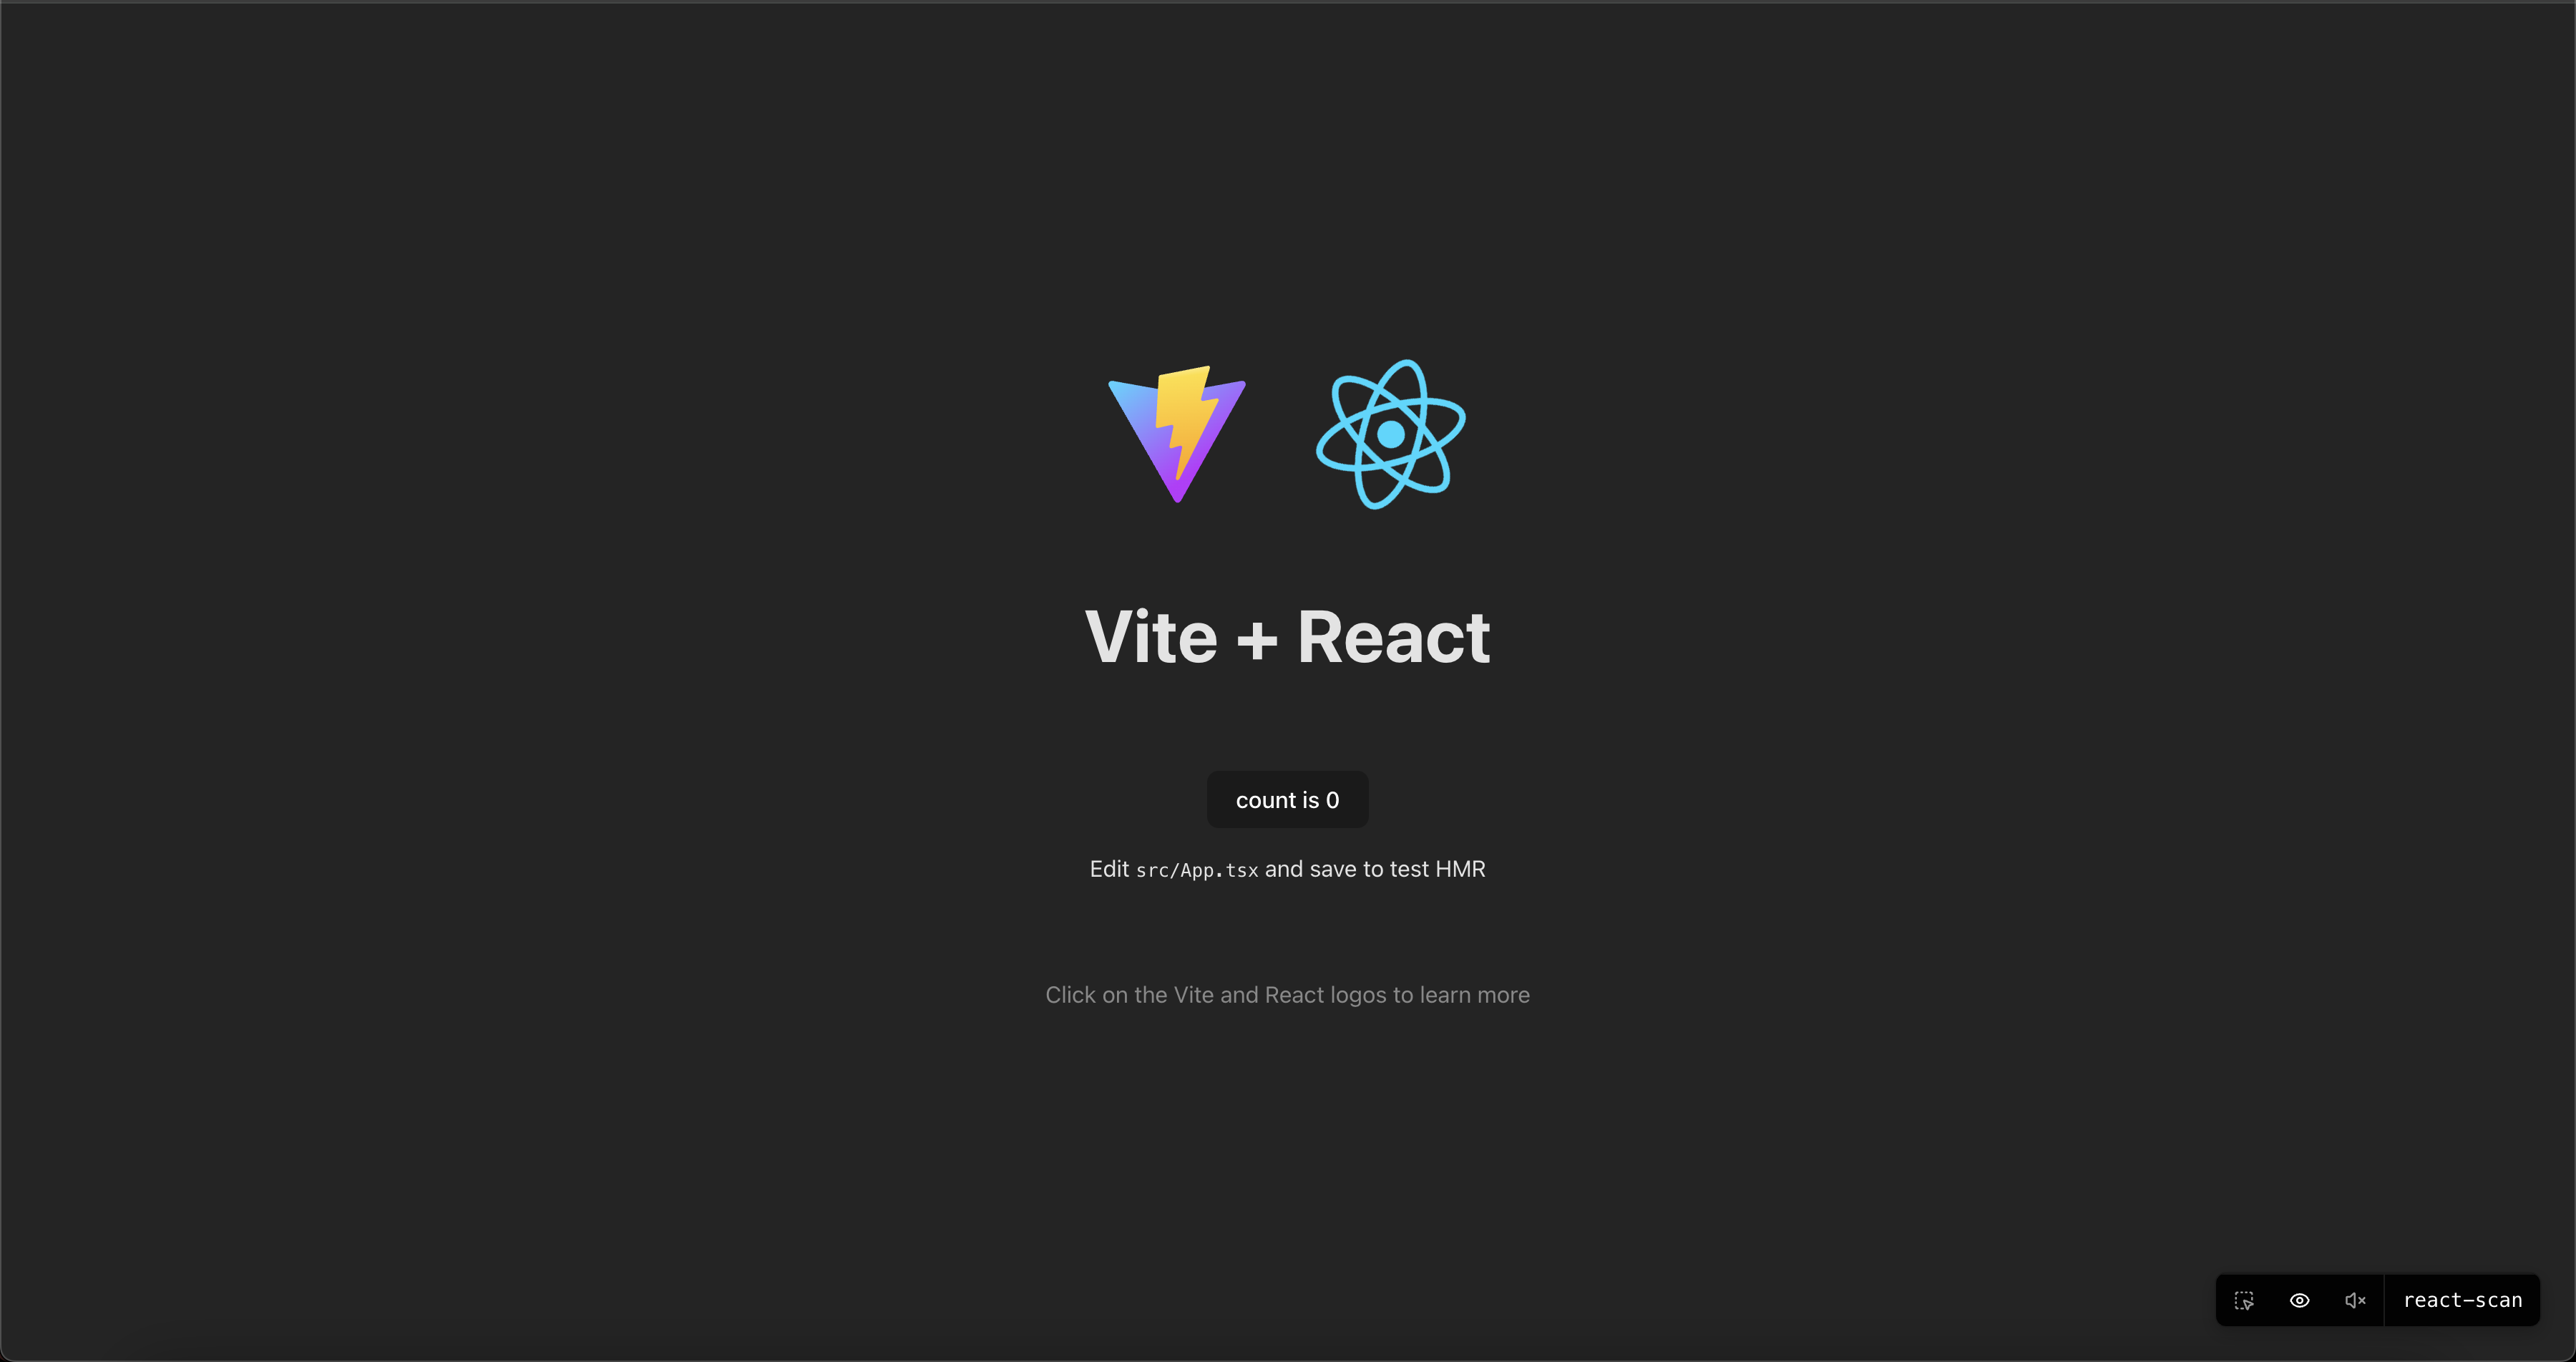 Vite + React
count is 0
Edit src/App.tsx and save to test HMR
Click on the Vite and React logos to learn more
react-scan